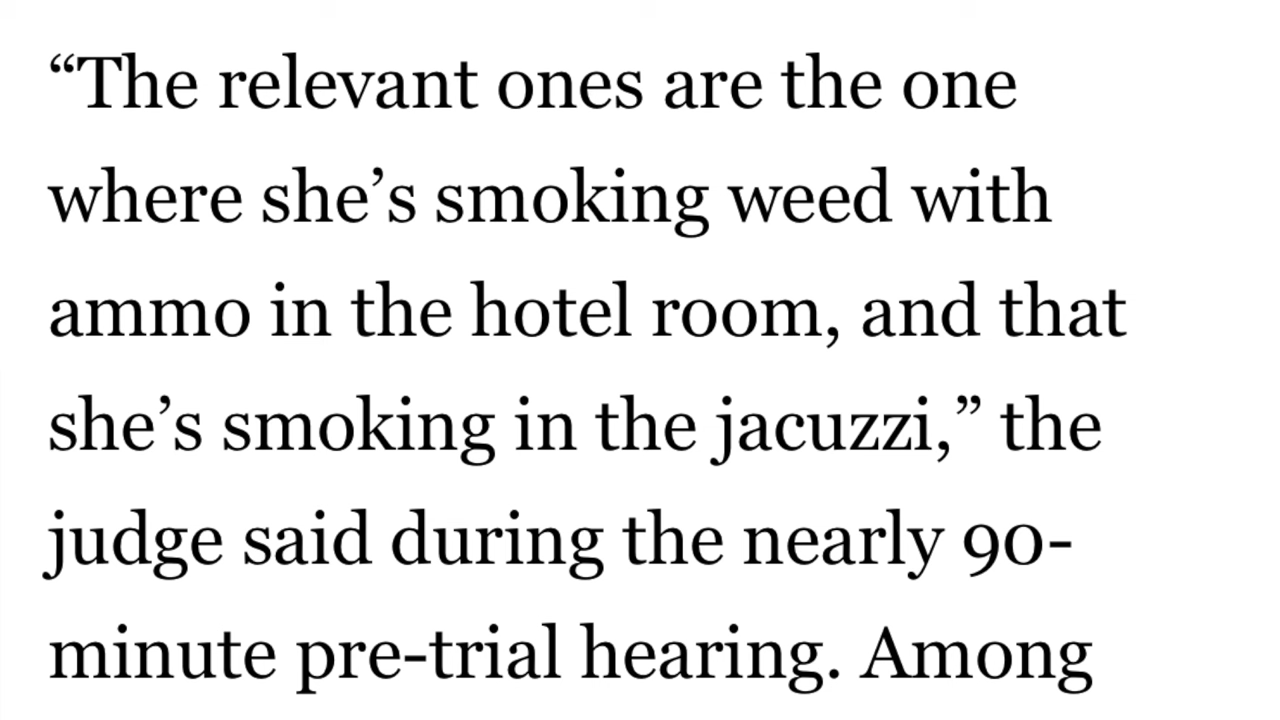 “The relevant ones are the one
where she’s smoking weed with
ammo in the hotel room, and that
she’s smoking in the jacuzzi,” the
judge said during the nearly 90-
minute pre-trial hearing. Among